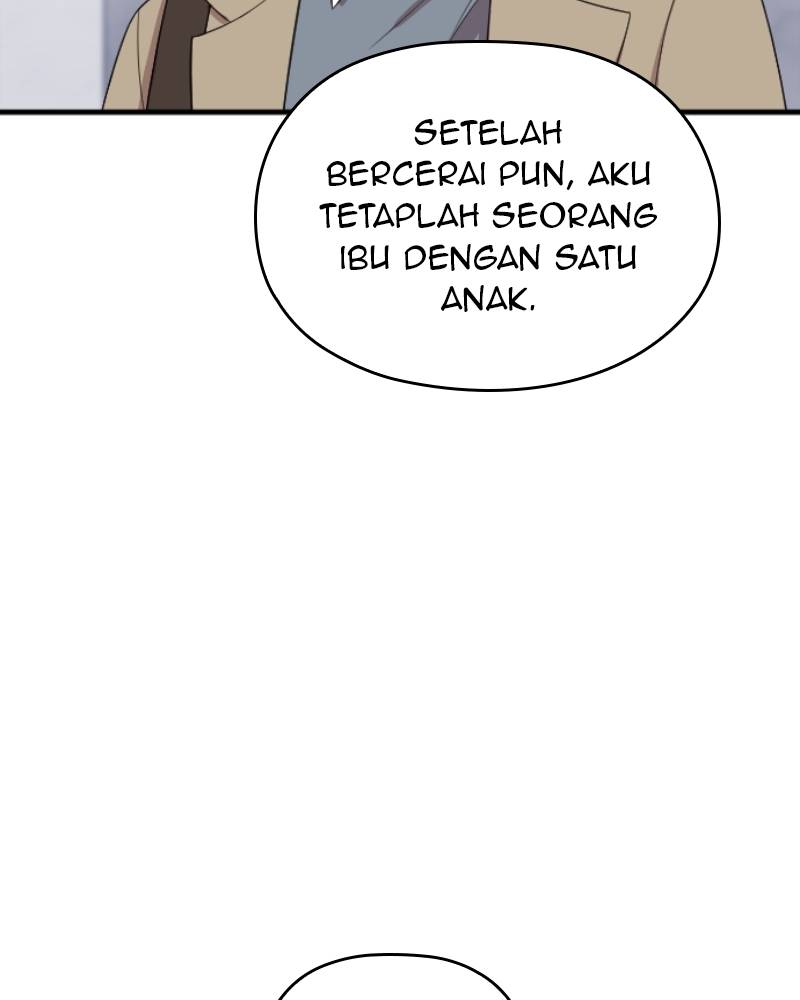 SETELAH
BERCERAI PUN, AKU
TETAPLAH SEORANG
IBU DENGAN SATU
ANAK.